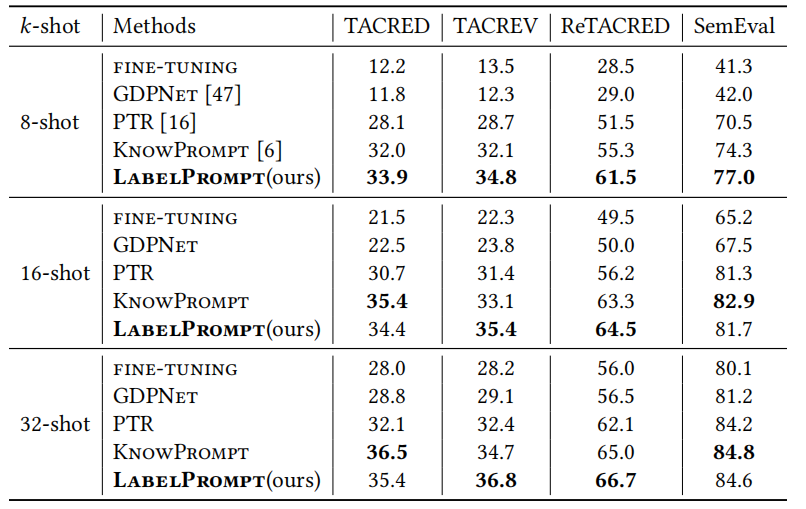 k-shot Methods TACRED TACREV ReTACRED SemEval
FINE-TUNING 12.2 13.5 28.5 41.3
GDPNET [47] 11.8 12.3 29.0 42.0
8-shot PTR [16] 28.1 28.7 51.5 70.5
KNOWPROMPT [6] 32.0 32.1 55.3 74.3
LABELPROMPT(ours) 33.9 34.8 61.5 77.0
FINE-TUNING 21.5 22.3 49.5 65.2
GDPNET 22.5 23.8 50.0 67.5
16-shot PTR 30.7 31.4 56.2 81.3
KNOWPROMPT 35.4 33.1 63.3 82.9
LABELPROMPT(ours) 34.4 35.4 64.5 81.7
FINE-TUNING 28.0 28.2 56.0 80.1
GDPNET 28.8 29.1 56.5 81.2
32-shot PTR 32.1 32.4 62.1 84.2
KNOWPROMPT 36.5 34.7 65.0 84.8
LABELPROMPT(ours) 35.4 36.8 66.7 84.6